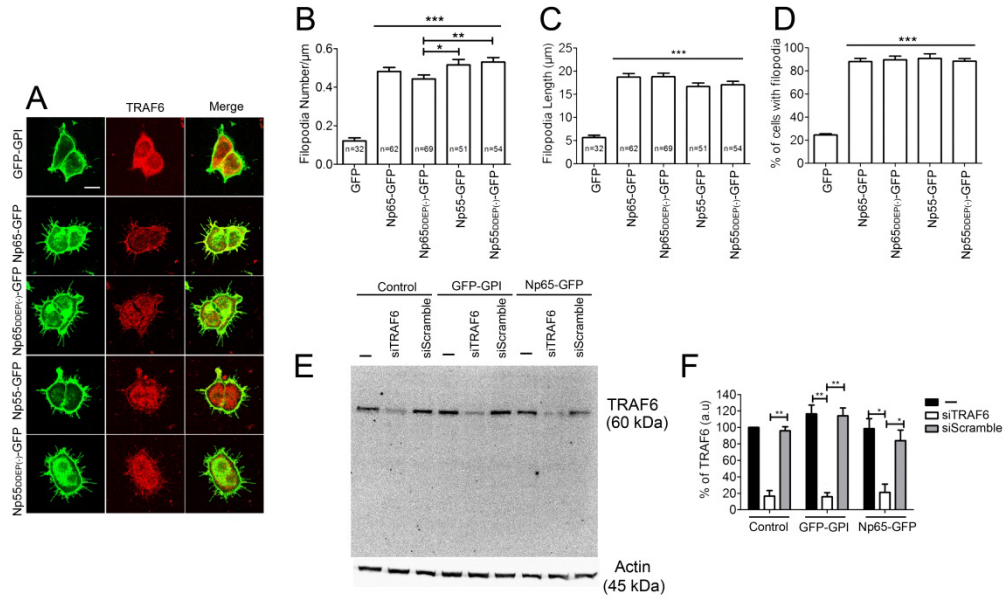 A
TRAF6
Merge
GFP-GPI
Np65-GFP
Np65DDEP(-)-GFP
Np55-GFP
Np55DDEP(-)-GFP
B
***
**
*
Filopodia Number/µm
0.6
0.4
0.2
0.0
n=32
n=62
n=69
n=51
n=54
GFP
Np65-GFP
Np65DDEP(-)-GFP
Np55-GFP
Np55DDEP(-)-GFP
C
***
Filopodia Length (µm)
25
20
15
10
5
0
n=32
n=62
n=69
n=51
n=54
GFP
Np65-GFP
Np65DDEP(-)-GFP
Np55-GFP
Np55DDEP(-)-GFP
D
***
% of cells with filopodia
100
80
60
40
20
0
GFP
Np65-GFP
Np65DDEP(-)-GFP
Np55-GFP
Np55DDEP(-)-GFP
E
Control
GFP-GPI
Np65-GFP
–
siTRAF6
siScramble
–
siTRAF6
siScramble
–
siTRAF6
siScramble
TRAF6
(60 kDa)
Actin
(45 kDa)
F
% of TRAF6 (a.u)
140
120
100
80
60
40
20
0
**
**
**
*
*
–
siTRAF6
siScramble
Control
GFP-GPI
Np65-GFP